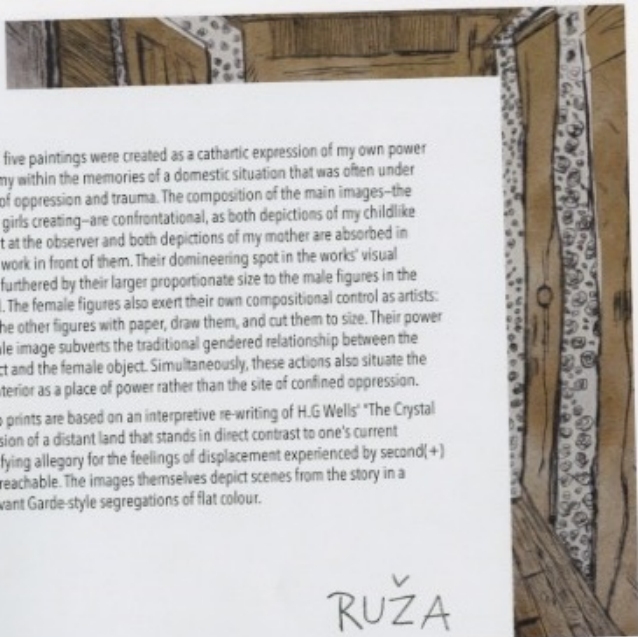 five paintings were created as a cathartic expression of my own power
my within the memories of a domestic situation that was often under
of oppression and trauma. The composition of the main images–the
girls creating–are confrontational, as both depictions of my childlike
at the observer and both depictions of my mother are absorbed in
work in front of them. Their domineering spot in the works' visual
furthered by their larger proportionate size to the male figures in the
. The female figures also exert their own compositional control as artists:
he other figures with paper, draw them, and cut them to size. Their power
le image subverts the traditional gendered relationship between the
ct and the female object. Simultaneously, these actions also situate the
terior as a place of power rather than the site of confined oppression.
prints are based on an interpretive re-writing of H.G Wells' "The Crystal
sion of a distant land that stands in direct contrast to one's current
fying allegory for the feelings of displacement experienced by second(+)
reachable. The images themselves depict scenes from the story in a
vant Garde-style segregations of flat colour.
RUŽA